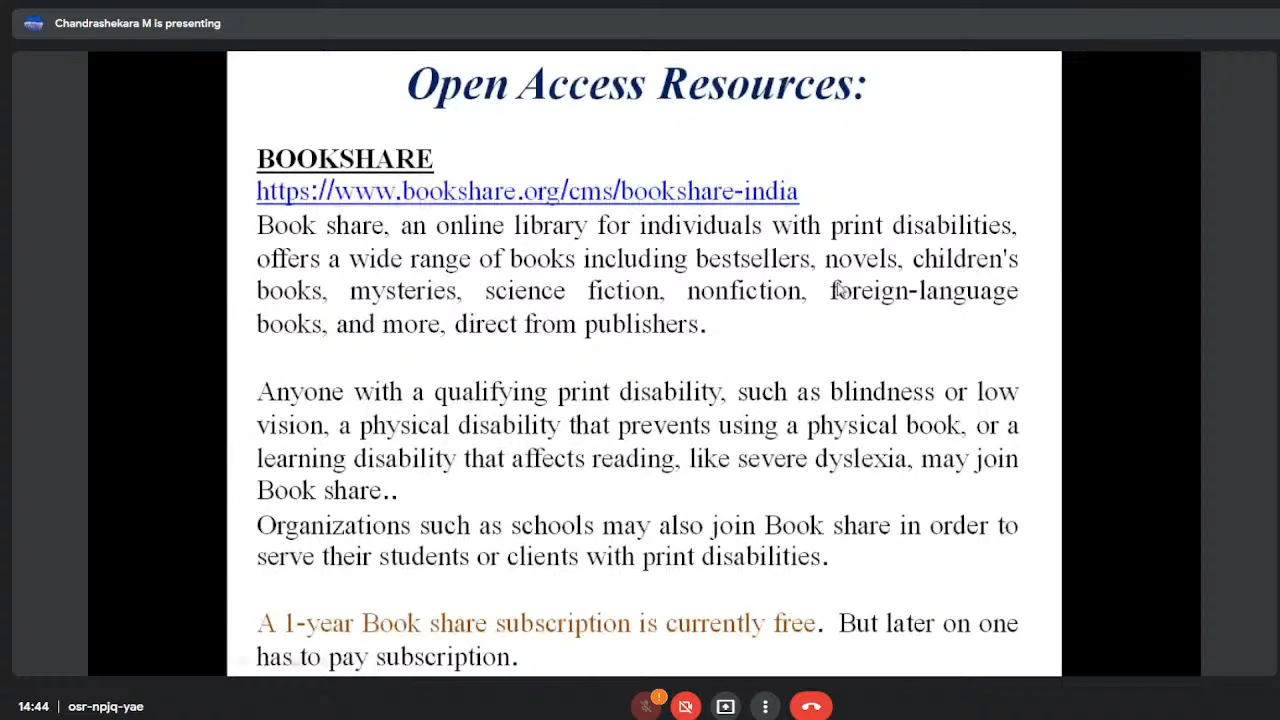 Chandrashekara M is presenting
Open Access Resources:
BOOKSHARE
https://www.bookshare.org/cms/bookshare-india
Book share, an online library for individuals with print disabilities,
offers a wide range of books including bestsellers, novels, children's
books, mysteries, science fiction, nonfiction, foreign-language
books, and more, direct from publishers.
Anyone with a qualifying print disability, such as blindness or low
vision, a physical disability that prevents using a physical book, or a
learning disability that affects reading, like severe dyslexia, may join
Book share..
Organizations such as schools may also join Book share in order to
serve their students or clients with print disabilities.
A 1-year Book share subscription is currently free. But later on one
has to pay subscription.
14:44 | osr-npjq-yae
!